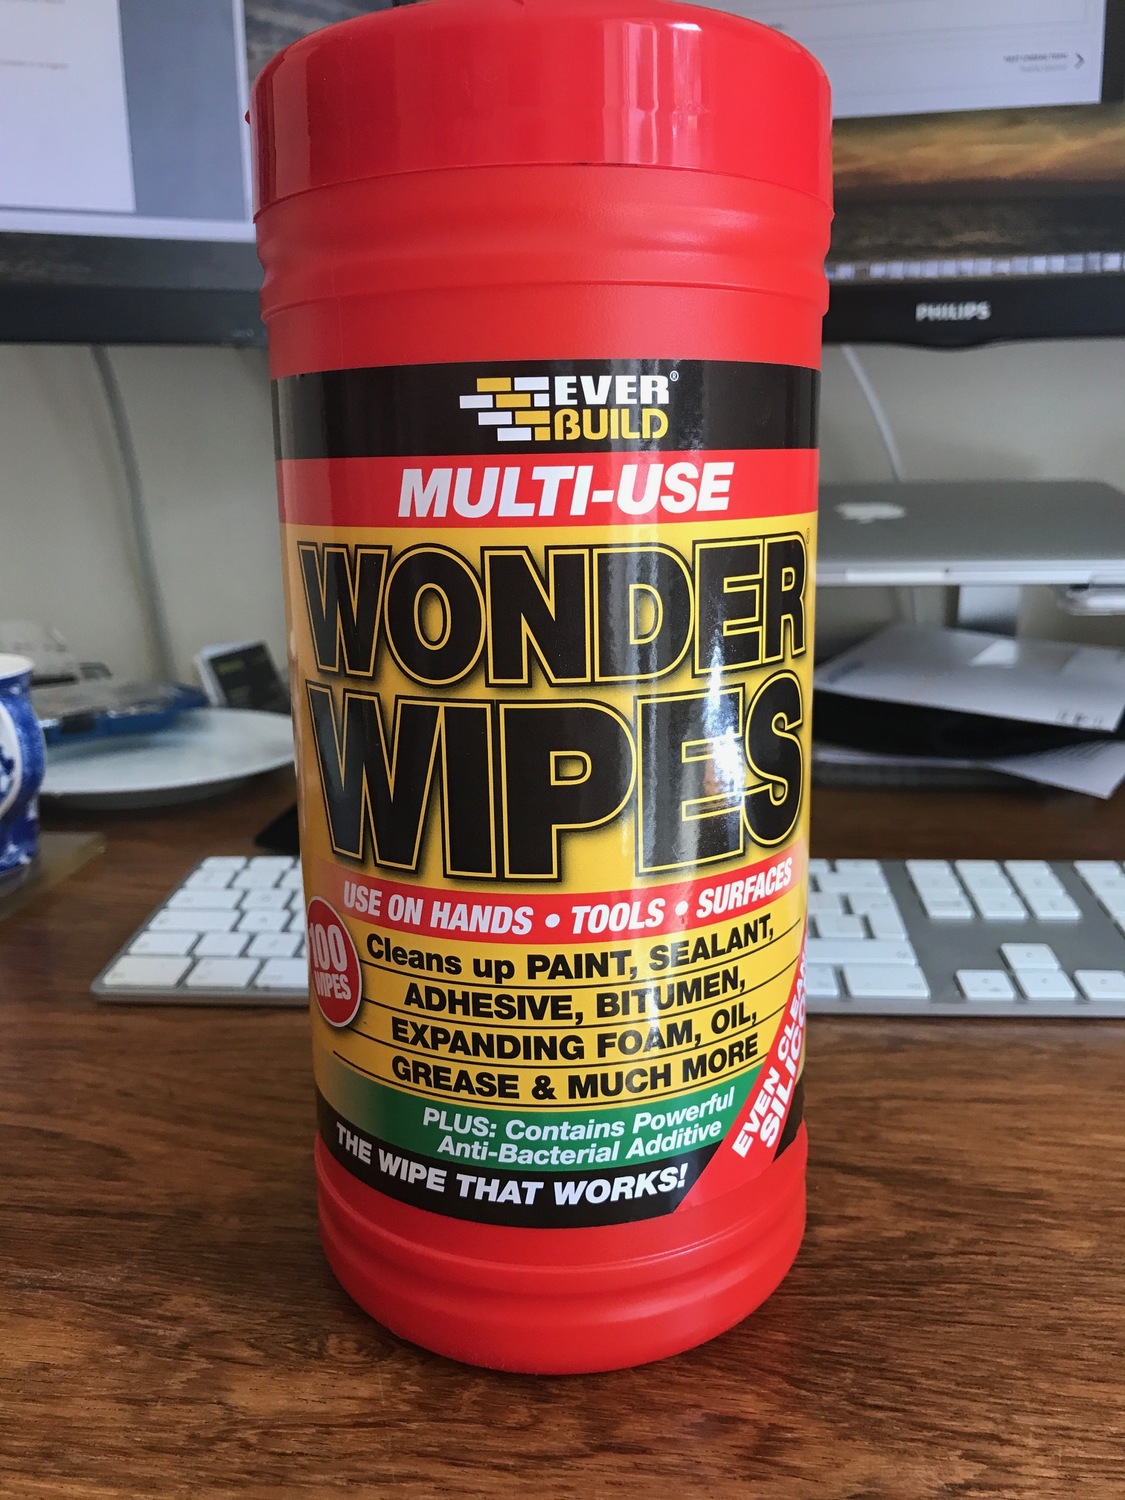 PHILIPS
EVER®
BUILD
MULTI-USE
WONDER
WIPES
USE ON HANDS • TOOLS • SURFACES
100
WIPES
Cleans up PAINT, SEALANT,
ADHESIVE, BITUMEN,
EXPANDING FOAM, OIL,
GREASE & MUCH MORE
PLUS: Contains Powerful
Anti-Bacterial Additive
THE WIPE THAT WORKS!
EVEN